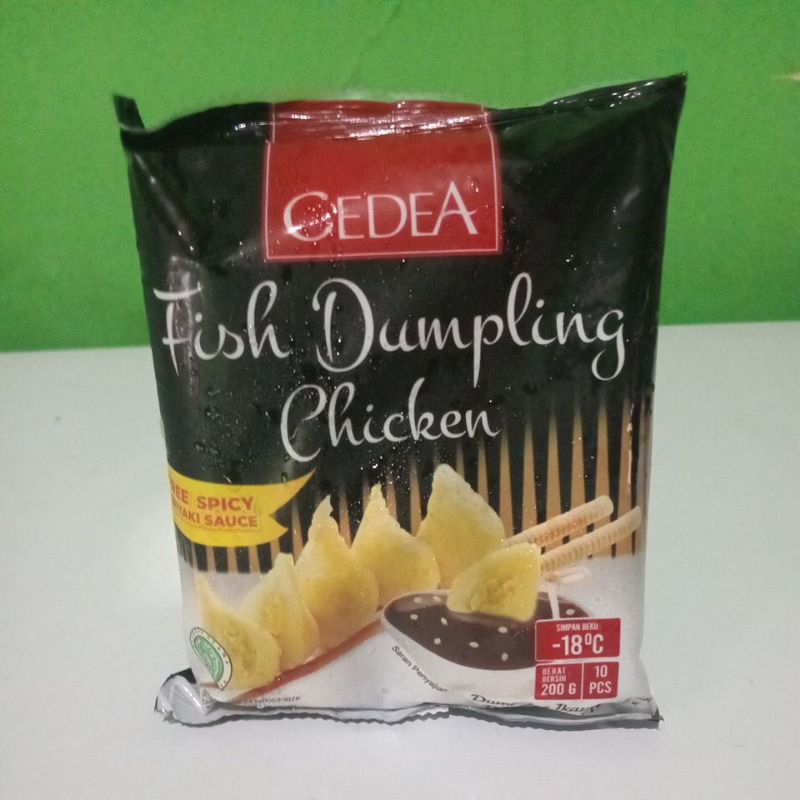 CEDEA
Fish Dumpling
Chicken
SPICY
SAUCE
SIMPAN BEKU:
-18°C
BERAT
BERSIH
200 G
10
PCS
Saran Penyajian